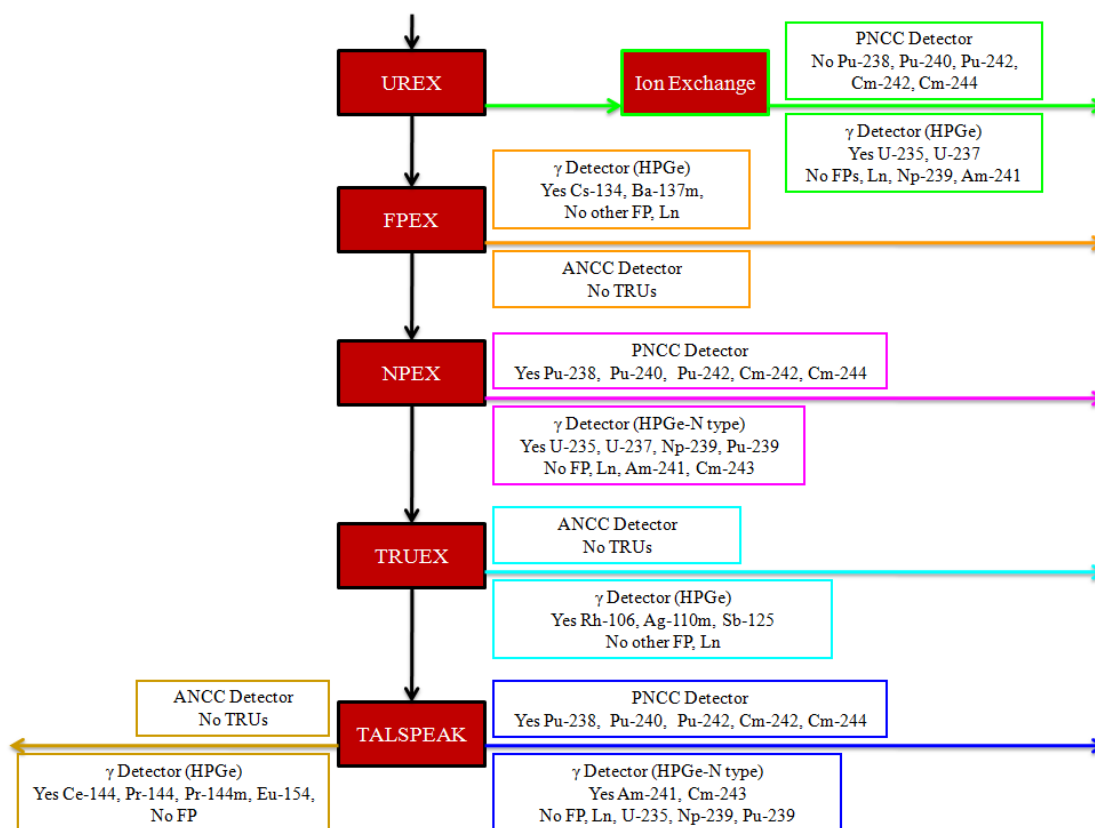 UREX
Ion Exchange
PNCC Detector
No Pu-238, Pu-240, Pu-242,
Cm-242, Cm-244
γ Detector (HPGe)
Yes U-235, U-237
No FPs, Ln, Np-239, Am-241
FPEX
γ Detector (HPGe)
Yes Cs-134, Ba-137m,
No other FP, Ln
ANCC Detector
No TRUs
NPEX
PNCC Detector
Yes Pu-238, Pu-240, Pu-242, Cm-242, Cm-244
γ Detector (HPGe-N type)
Yes U-235, U-237, Np-239, Pu-239
No FP, Ln, Am-241, Cm-243
TRUEX
ANCC Detector
No TRUs
γ Detector (HPGe)
Yes Rh-106, Ag-110m, Sb-125
No other FP, Ln
TALSPEAK
ANCC Detector
No TRUs
γ Detector (HPGe)
Yes Ce-144, Pr-144, Pr-144m, Eu-154,
No FP
PNCC Detector
Yes Pu-238, Pu-240, Pu-242, Cm-242, Cm-244
γ Detector (HPGe-N type)
Yes Am-241, Cm-243
No FP, Ln, U-235, Np-239, Pu-239